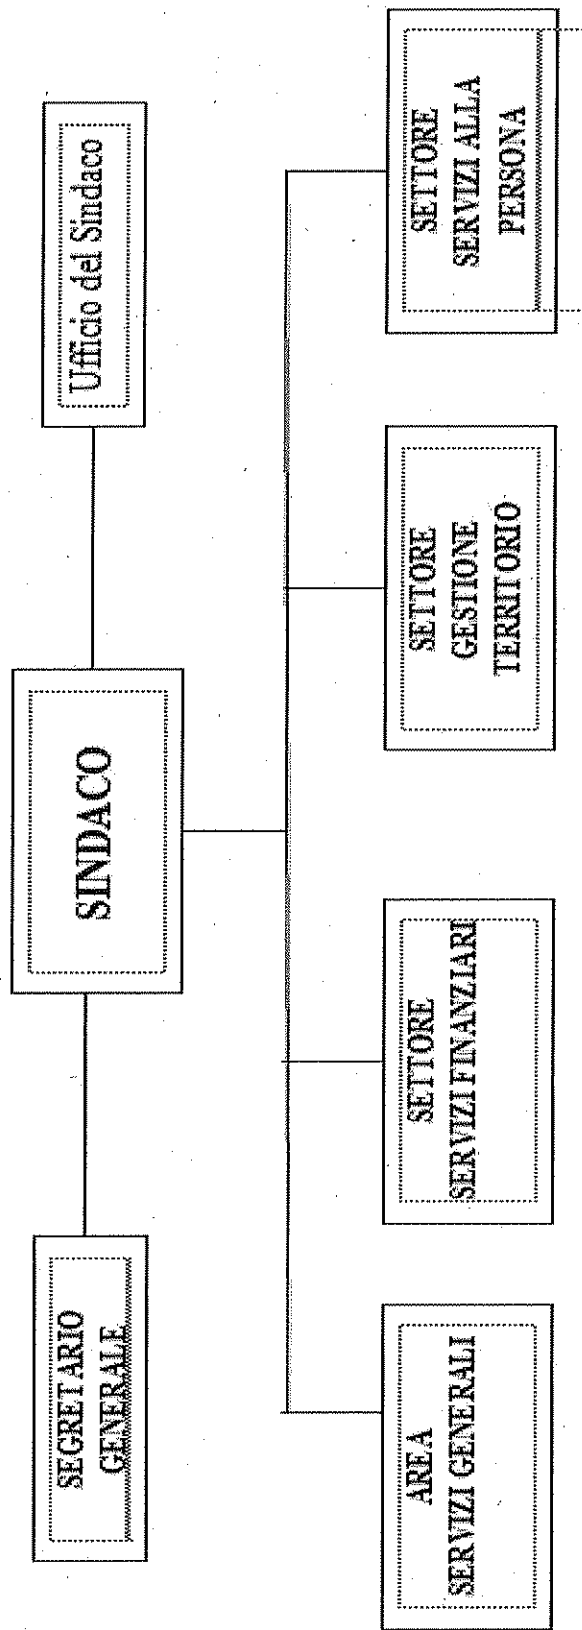 SEGRETARIO
GENERALE
SINDACO
Ufficio del Sindaco
AREA
SERVIZI GENERALI
SETTORE
SERVIZI FINANZIARI
SETTORE
GESTIONE
TERRITORIO
SETTORE
SERVIZI ALLA
PERSONA